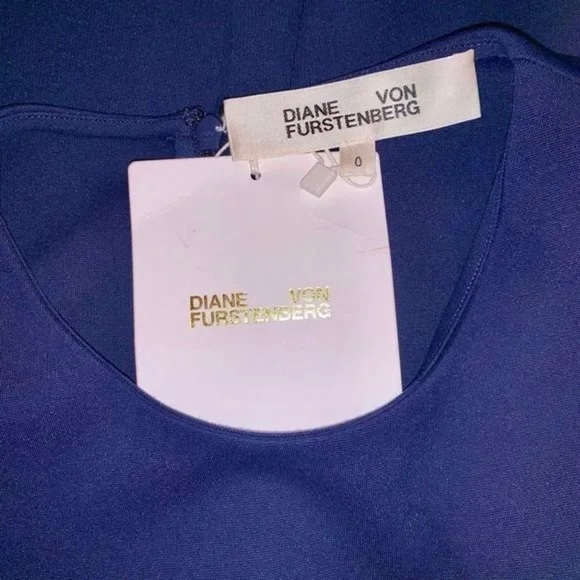 DIANE VON
FURSTENBERG
0
DIANE VON
FURSTENBERG